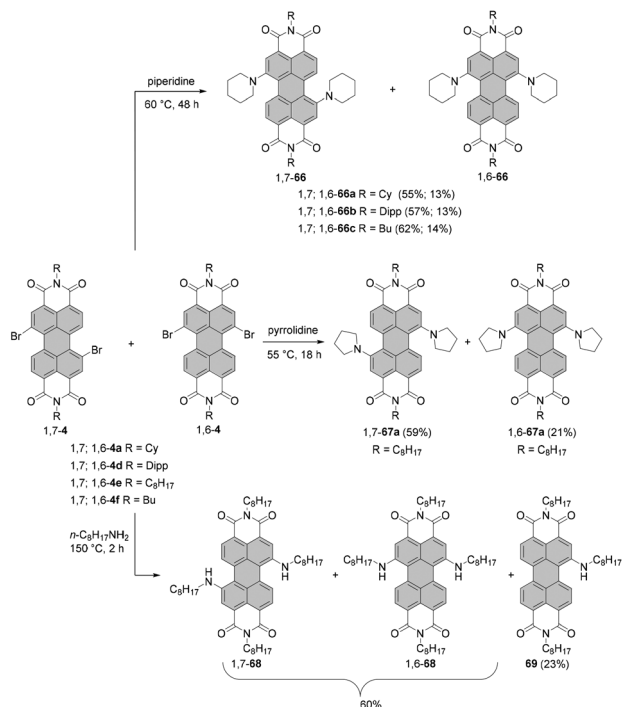 R
R
O N O
O N O
piperidine
60 °C, 48 h
N
N
+
N
N
O N O
O N O
R
R
1,7-66
1,6-66
1,7; 1,6-66a R = Cy (55%; 13%)
1,7; 1,6-66b R = Dipp (57%; 13%)
1,7; 1,6-66c R = Bu (62%; 14%)
R
R
R
R
O N O
O N O
O N O
O N O
Br
Br
+
Br
Br
pyrrolidine
55 °C, 18 h
N
N
+
N
N
O N O
O N O
O N O
O N O
R
R
R
R
1,7-4
1,6-4
1,7-67a (59%)
1,6-67a (21%)
R = C8H17
R = C8H17
1,7; 1,6-4a R = Cy
1,7; 1,6-4d R = Dipp
1,7; 1,6-4e R = C8H17
1,7; 1,6-4f R = Bu
n-C8H17NH2
150 °C, 2 h
C8H17
C8H17
C8H17
O N O
O N O
O N O
C8H17
N
H
H
N
C8H17
+
C8H17
N
H
N
H
C8H17
+
N
H
C8H17
O N O
O N O
O N O
C8H17
C8H17
C8H17
1,7-68
1,6-68
69 (23%)
60%